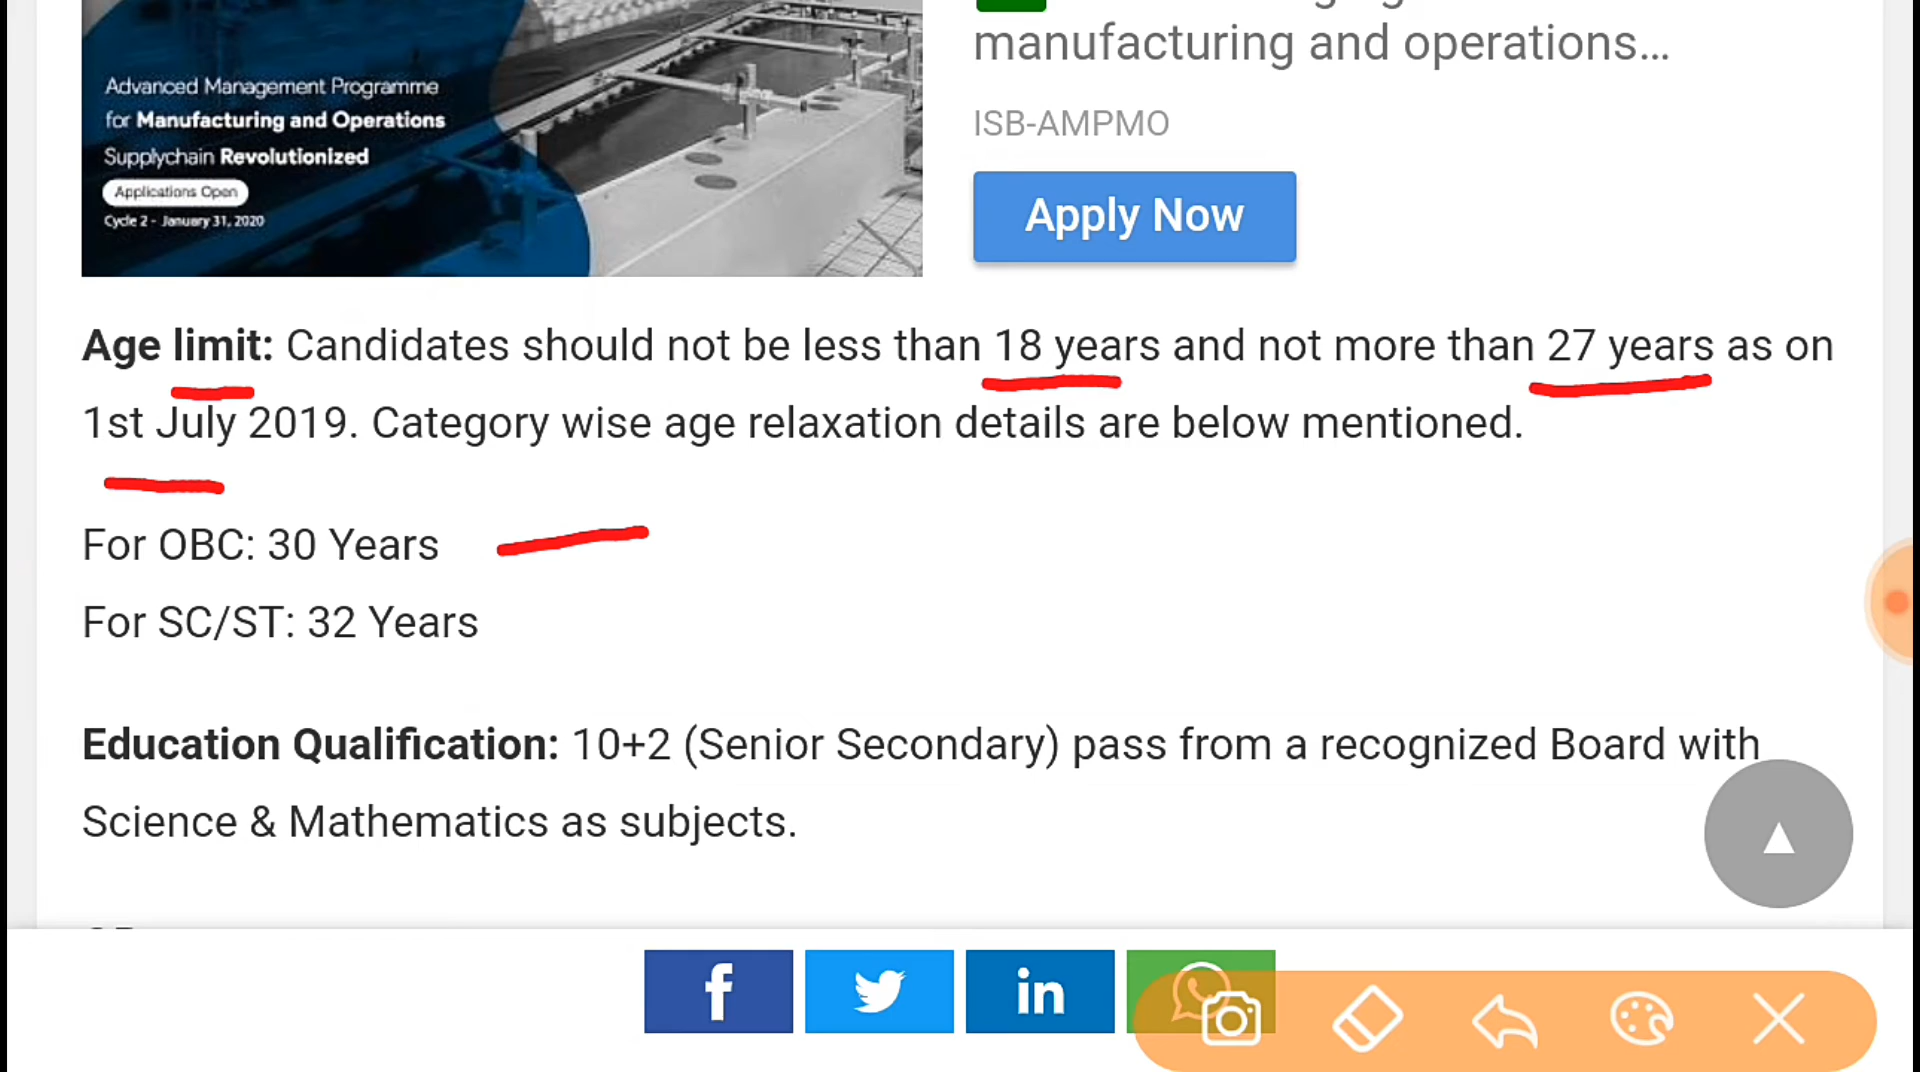 manufacturing and operations...
Advanced Management Programme
for Manufacturing and Operations
Supplychain Revolutionized
Applications Open
Cycle 2 - January 31, 2020
ISB-AMPMO
Apply Now
Age limit: Candidates should not be less than 18 years and not more than 27 years as on
1st July 2019. Category wise age relaxation details are below mentioned.
For OBC: 30 Years
For SC/ST: 32 Years
Education Qualification: 10+2 (Senior Secondary) pass from a recognized Board with
Science & Mathematics as subjects.